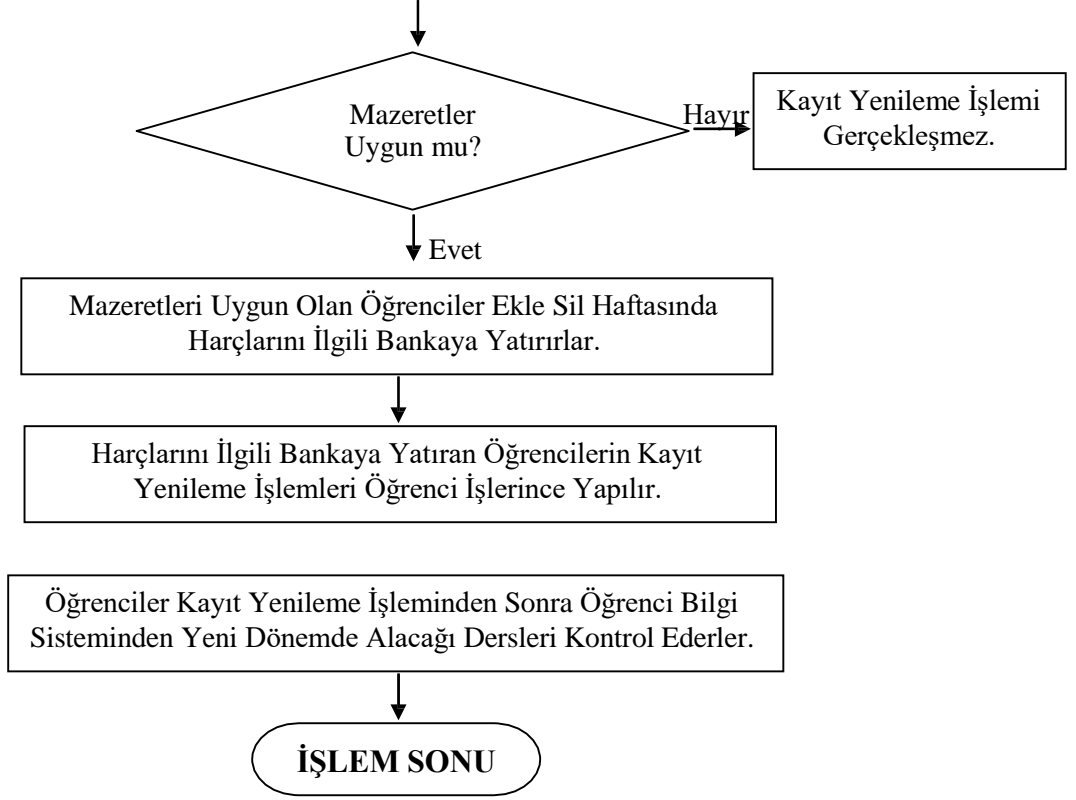 Mazeretler
Uygun mu?
Hayır
Kayıt Yenileme İşlemi
Gerçekleşmez.
Evet
Mazeretleri Uygun Olan Öğrenciler Ekle Sil Haftasında
Harçlarını İlgili Bankaya Yatırırlar.
Harçlarını İlgili Bankaya Yatıran Öğrencilerin Kayıt
Yenileme İşlemleri Öğrenci İşlerince Yapılır.
Öğrenciler Kayıt Yenileme İşleminden Sonra Öğrenci Bilgi
Sisteminden Yeni Dönemde Alacağı Dersleri Kontrol Ederler.
İŞLEM SONU